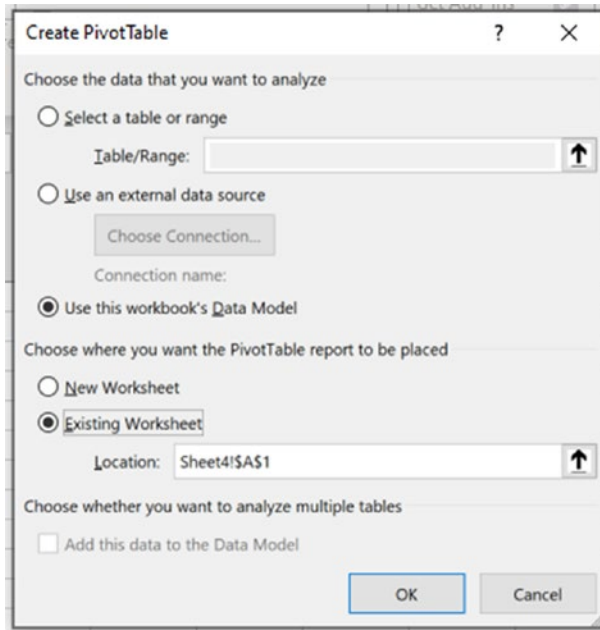 Create PivotTable
?
Choose the data that you want to analyze
Select a table or range
Table/Range:
Use an external data source
Choose Connection...
Connection name:
Use this workbook's Data Model
Choose where you want the PivotTable report to be placed
New Worksheet
Existing Worksheet
Location: Sheet4!$A$1
Choose whether you want to analyze multiple tables
Add this data to the Data Model
OK Cancel